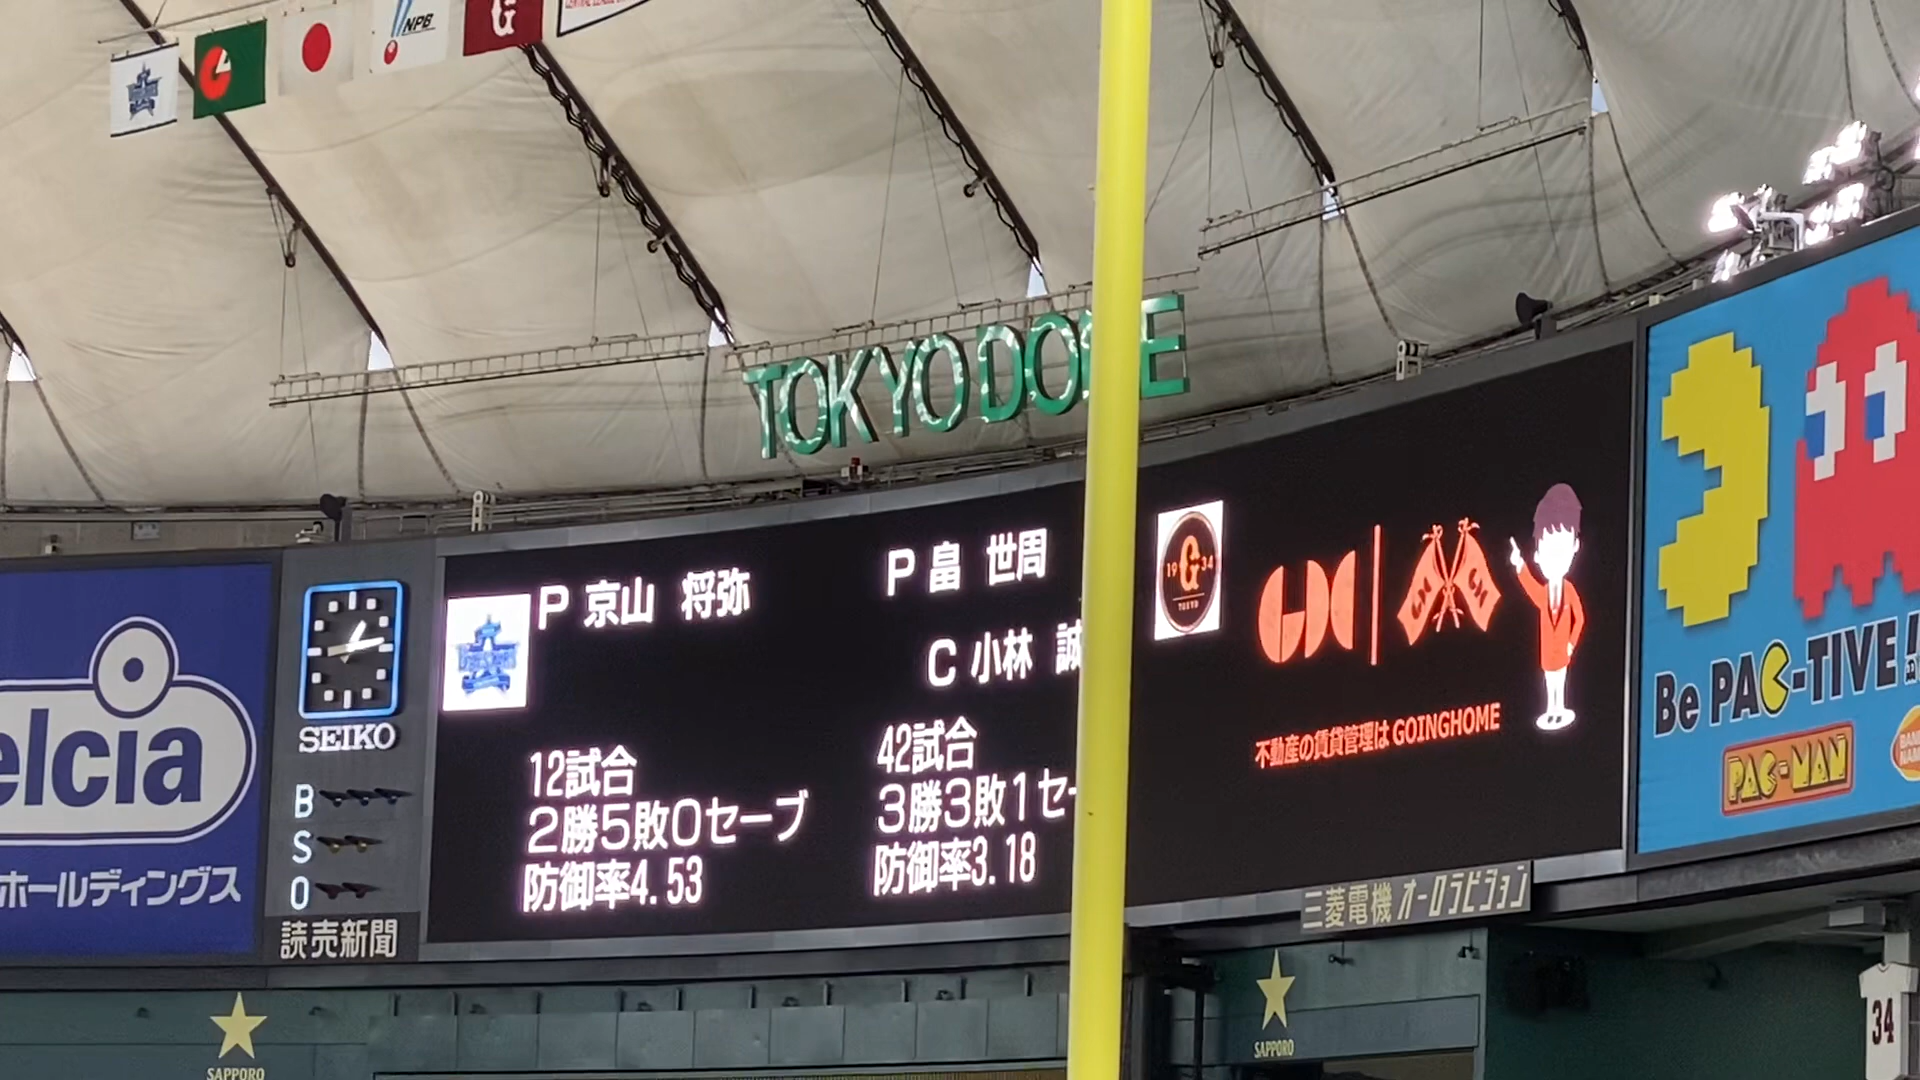 NPB
G
TOKYO DOME
P 京山 将弥
P 畠 世周
C 小林 誠
12試合
2勝5敗0セーブ
防御率4.53
42試合
3勝3敗1セー
防御率3.18
19 G 34
TOKYO
不動産の賃貸管理は GOINGHOME
Be PAC-TIVE!
PAC-MAN
elcia
ホールディングス
SEIKO
B
S
O
読売新聞
三菱電機 オーロラビジョン
SAPPORO
SAPPORO
34